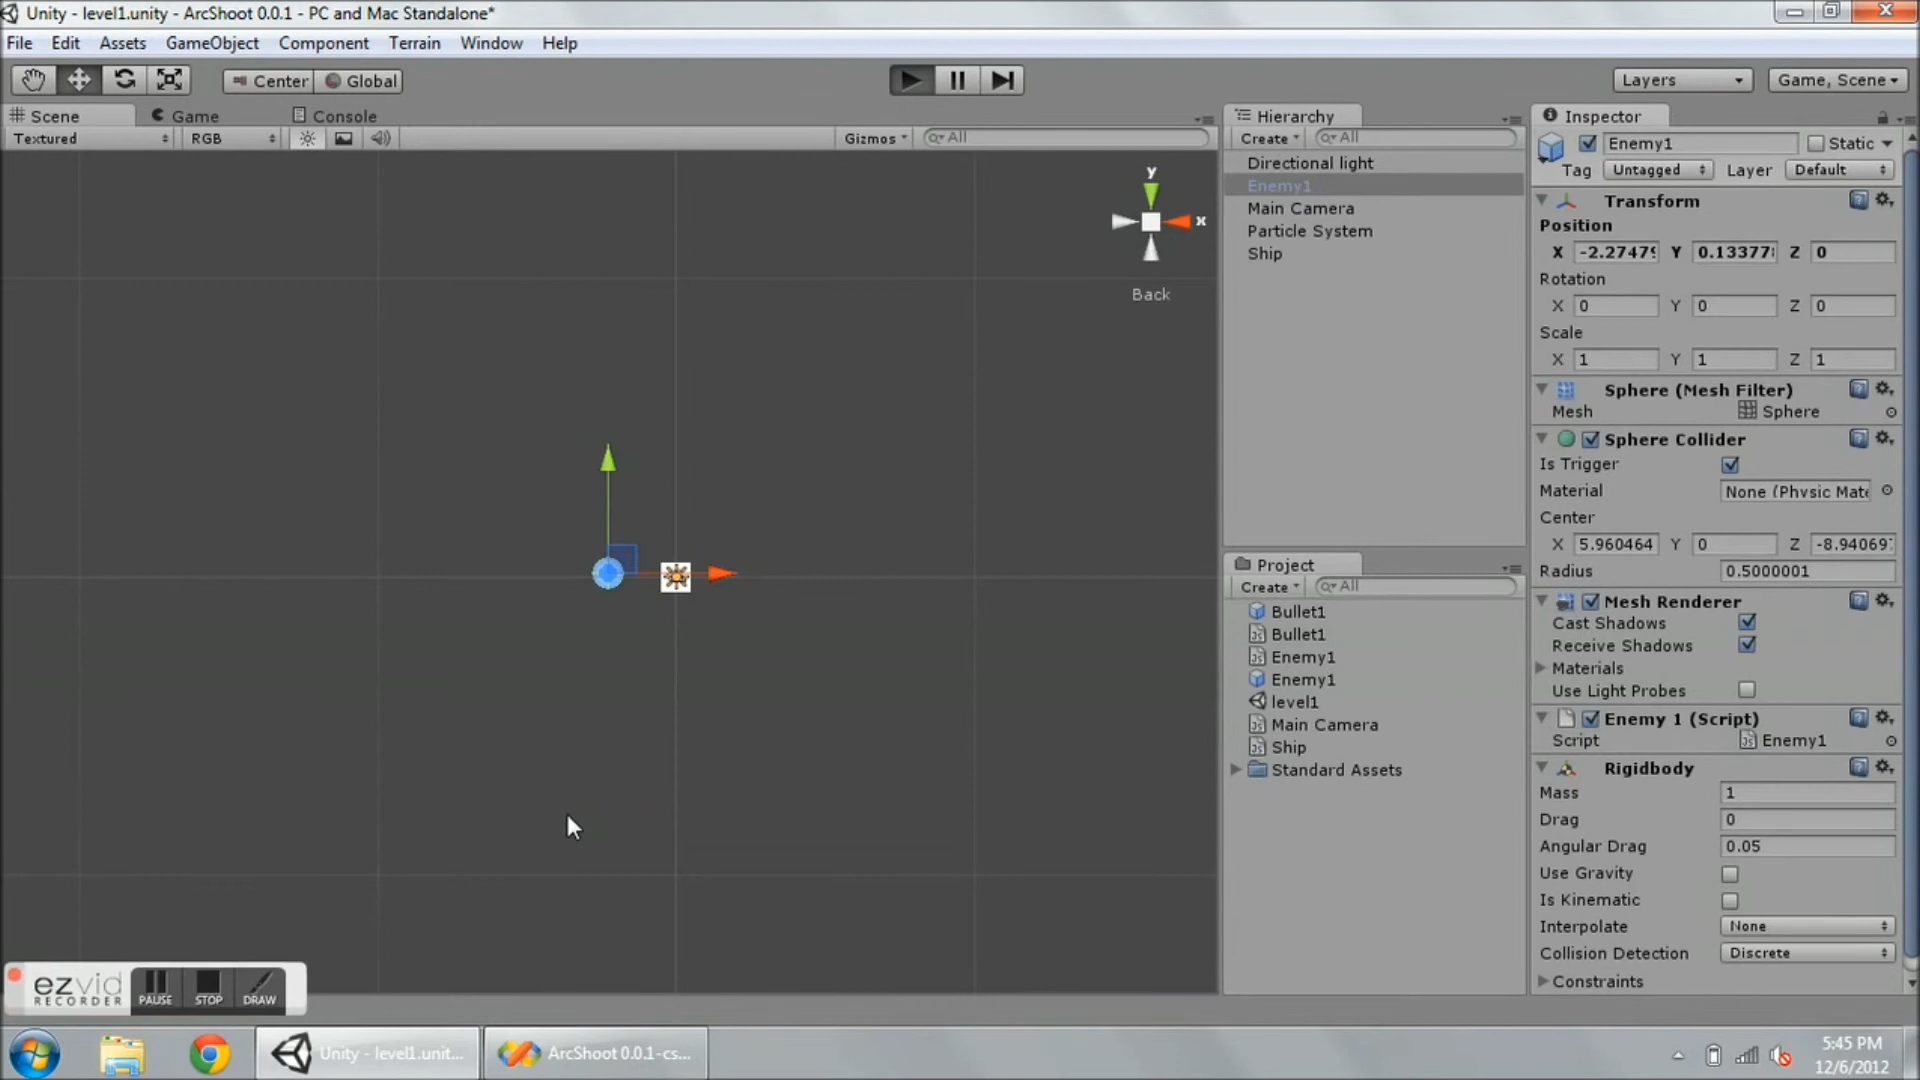 Unity - level1.unity - ArcShoot 0.0.1 - PC and Mac Standalone*
File Edit Assets GameObject Component Terrain Window Help
Center Global Layers Game, Scene
Scene Game Console
Textured RGB Gizmos All
y
x
Back
Hierarchy
Create All
Directional light
Enemy1
Main Camera
Particle System
Ship
Project
Create All
Bullet1
Bullet1
Enemy1
Enemy1
level1
Main Camera
Ship
Standard Assets
Inspector
Enemy1 Static
Tag Untagged Layer Default
Transform
Position
X -2.27479 Y 0.13377 Z 0
Rotation
X 0 Y 0 Z 0
Scale
X 1 Y 1 Z 1
Sphere (Mesh Filter)
Mesh Sphere
Sphere Collider
Is Trigger
Material None (Physic Mate
Center
X 5.960464 Y 0 Z -8.94069
Radius 0.5000001
Mesh Renderer
Cast Shadows
Receive Shadows
Materials
Use Light Probes
Enemy 1 (Script)
Script Enemy1
Rigidbody
Mass 1
Drag 0
Angular Drag 0.05
Use Gravity
Is Kinematic
Interpolate None
Collision Detection Discrete
Constraints
ezvid
RECORDER
PAUSE STOP DRAW
Unity - level1.unit...
ArcShoot 0.0.1-cs...
5:45 PM
12/6/2012